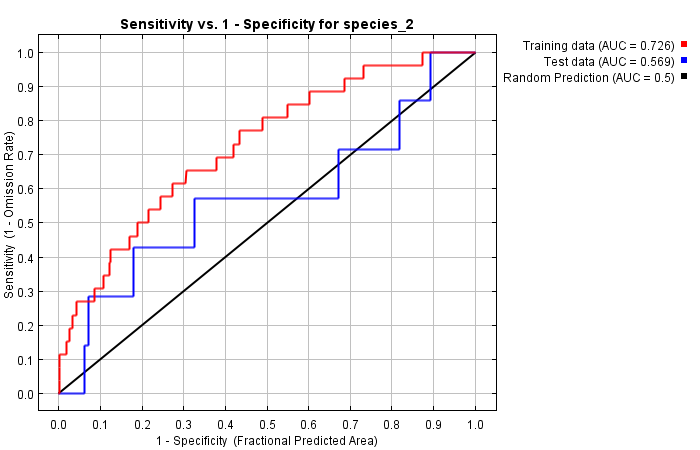 Sensitivity vs. 1 - Specificity for species_2
Training data (AUC = 0.726)
Test data (AUC = 0.569)
Random Prediction (AUC = 0.5)
Sensitivity (1 - Omission Rate)
1.0
0.9
0.8
0.7
0.6
0.5
0.4
0.3
0.2
0.1
0.0
0.0 0.1 0.2 0.3 0.4 0.5 0.6 0.7 0.8 0.9 1.0
1 - Specificity (Fractional Predicted Area)